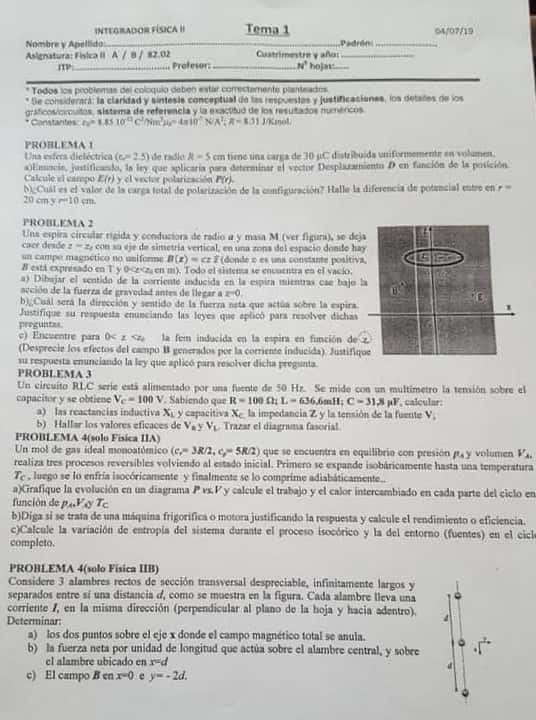 INTEGRADOR FÍSICA II Tema 1 04/07/19
Nombre y Apellido:.................... Padrón: ....................
Asignatura: Física II A / B / 82.02 Cuatrimestre y año: ....................
JTP:.................... Profesor: .................... Nº hojas:.....
* Todos los problemas del coloquio deben estar correctamente planteados.
* Se considerará: la claridad y síntesis conceptual de las respuestas y justificaciones, los detalles de los
gráficos/circuitos, sistema de referencia y la exactitud de los resultados numéricos.
* Constantes: ε₀= 8.85 10⁻¹² C²/Nm² μ₀= 4π10⁻⁷ N/A²; R = 8.31 J/Kmol.
PROBLEMA 1
Una esfera dieléctrica (εᵣ= 2.5) de radio R = 5 cm tiene una carga de 30 μC distribuida uniformemente en volumen.
a)Enuncie, justificando, la ley que aplicaría para determinar el vector Desplazamiento D en función de la posición.
Calcule el campo E(r) y el vector polarización P(r).
b)¿Cuál es el valor de la carga total de polarización de la configuración? Halle la diferencia de potencial entre en r =
20 cm y r=10 cm.
PROBLEMA 2
Una espira circular rígida y conductora de radio a y masa M (ver figura), se deja
caer desde z = z₀ con su eje de simetría vertical, en una zona del espacio donde hay
un campo magnético no uniforme B(z) = cz ẑ (donde c es una constante positiva,
B está expresado en T y 0<z<z₀ en m). Todo el sistema se encuentra en el vacío.
a) Dibujar el sentido de la corriente inducida en la espira mientras cae bajo la
acción de la fuerza de gravedad antes de llegar a z=0.
b)¿Cuál será la dirección y sentido de la fuerza neta que actúa sobre la espira.
Justifique su respuesta enunciando las leyes que aplicó para resolver dichas
preguntas.
c) Encuentre para 0< z <z₀ la fem inducida en la espira en función de z
(Desprecie los efectos del campo B generados por la corriente inducida). Justifique
su respuesta enunciando la ley que aplicó para resolver dicha pregunta.
PROBLEMA 3
Un circuito RLC serie está alimentado por una fuente de 50 Hz. Se mide con un multímetro la tensión sobre el
capacitor y se obtiene V_C = 100 V. Sabiendo que R = 100 Ω; L = 636,6mH; C = 31,8 μF, calcular:
a) las reactancias inductiva X_L y capacitiva X_C, la impedancia Z y la tensión de la fuente V;
b) Hallar los valores eficaces de V_R y V_L. Trazar el diagrama fasorial.
PROBLEMA 4(solo Física IIA)
Un mol de gas ideal monoatómico (cᵥ= 3R/2, cₚ= 5R/2) que se encuentra en equilibrio con presión p_A y volumen V_A,
realiza tres procesos reversibles volviendo al estado inicial. Primero se expande isobáricamente hasta una temperatura
T_C , luego se lo enfría isocóricamente y finalmente se lo comprime adiabáticamente..
a)Grafique la evolución en un diagrama P vs. V y calcule el trabajo y el calor intercambiado en cada parte del ciclo en
función de p_A,V_A y T_C
b)Diga si se trata de una máquina frigorífica o motora justificando la respuesta y calcule el rendimiento o eficiencia.
c)Calcule la variación de entropía del sistema durante el proceso isocórico y la del entorno (fuentes) en el ciclo
completo.
PROBLEMA 4(solo Física IIB)
Considere 3 alambres rectos de sección transversal despreciable, infinitamente largos y
separados entre sí una distancia d, como se muestra en la figura. Cada alambre lleva una
corriente I, en la misma dirección (perpendicular al plano de la hoja y hacia adentro).
Determinar:
a) los dos puntos sobre el eje x donde el campo magnético total se anula.
b) la fuerza neta por unidad de longitud que actúa sobre el alambre central, y sobre
el alambre ubicado en x=d
c) El campo B en x=0 e y= - 2d.
d
d